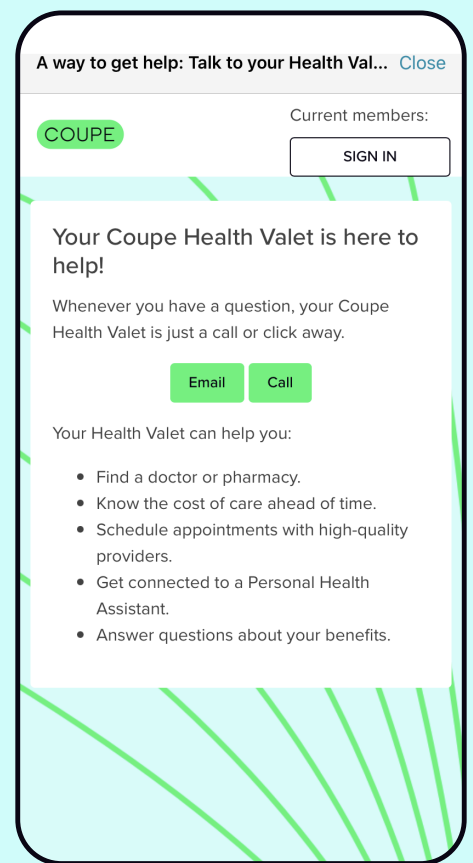 A way to get help: Talk to your Health Val... Close
COUPE
Current members:
SIGN IN
Your Coupe Health Valet is here to
help!
Whenever you have a question, your Coupe
Health Valet is just a call or click away.
Email Call
Your Health Valet can help you:
• Find a doctor or pharmacy.
• Know the cost of care ahead of time.
• Schedule appointments with high-quality
providers.
• Get connected to a Personal Health
Assistant.
• Answer questions about your benefits.